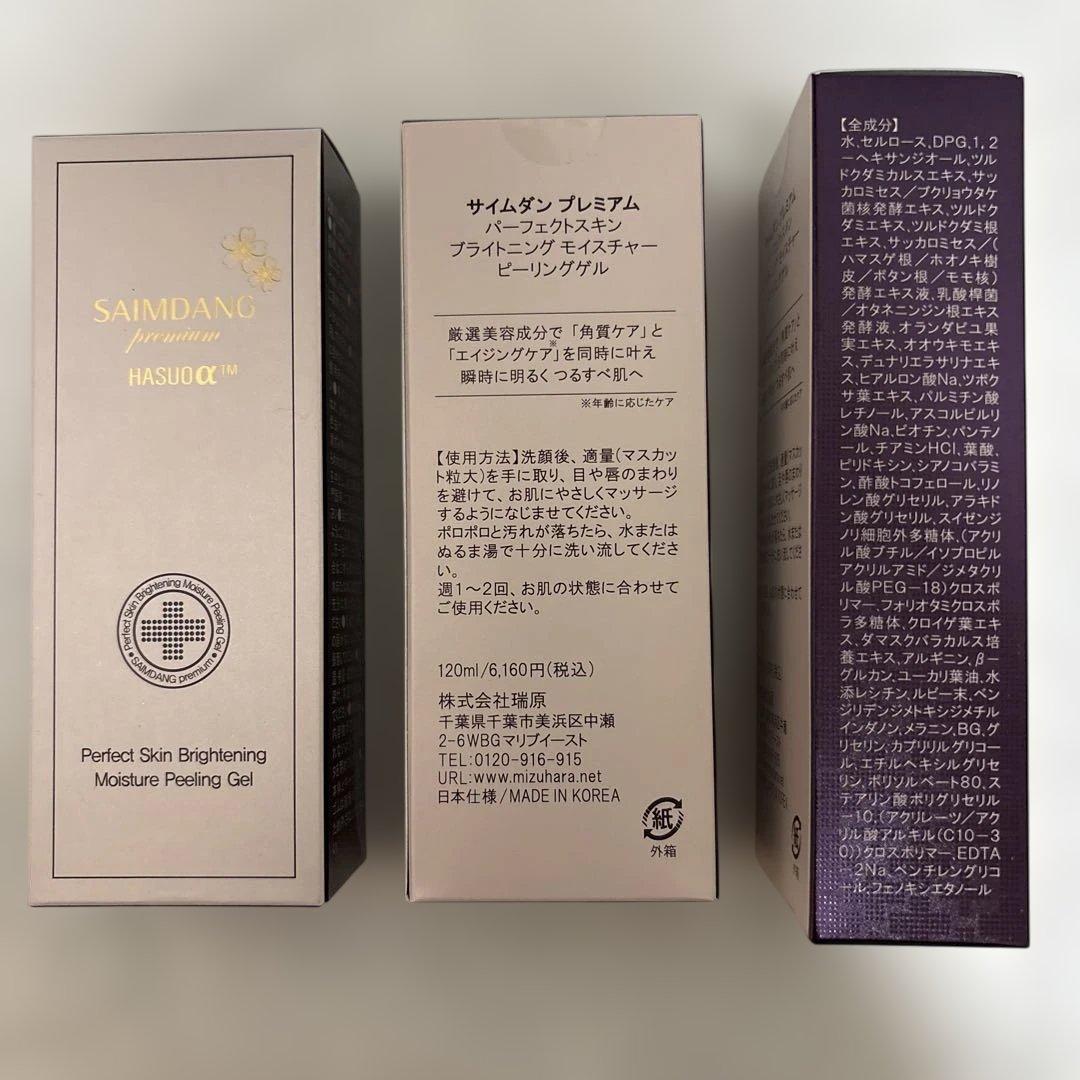 SAIMDANG
premium
HASUO α™
Perfect Skin Brightening Moisture Peeling Gel
SAIMDANG premium
Perfect Skin Brightening
Moisture Peeling Gel
サイムダン プレミアム
パーフェクトスキン
ブライトニング モイスチャー
ピーリングゲル
厳選美容成分で「角質ケア」と
「エイジングケア」※を同時に叶え
瞬時に明るく つるすべ肌へ
※年齢に応じたケア
【使用方法】洗顔後、適量(マスカッ
ト粒大)を手に取り、目や唇のまわり
を避けて、お肌にやさしくマッサージ
するようになじませてください。
ポロポロと汚れが落ちたら、水または
ぬるま湯で十分に洗い流してくださ
い。
週1～2回、お肌の状態に合わせて
ご使用ください。
120ml/6,160円(税込)
株式会社瑞原
千葉県千葉市美浜区中瀬
2-6WBGマリブイースト
TEL:0120-916-915
URL:www.mizuhara.net
日本仕様/MADE IN KOREA
紙
外箱
【全成分】
水、セルロース、DPG、1,2
－ヘキサンジオール、ツル
ドクダミカルスエキス、サッ
カロミセス／ブクリョウタケ
菌核発酵エキス、ツルドク
ダミエキス、ツルドクダミ根
エキス、サッカロミセス／(
ハマスゲ根／ホオノキ樹
皮／ボタン根／モモ核)
発酵エキス液、乳酸桿菌
／オタネニンジン根エキス
発酵液、オランダビユ果
実エキス、オオウキモエキ
ス、デュナリエラサリナエキ
ス、ヒアルロン酸Na、ツボク
サ葉エキス、パルミチン酸
レチノール、アスコルビルリ
ン酸Na、ビオチン、パンテノ
ール、チアミンHCl、葉酸、
ピリドキシン、シアノコバラミ
ン、酢酸トコフェロール、リノ
レン酸グリセリル、アラキド
ン酸グリセリル、スイゼンジ
ノリ細胞外多糖体、(アクリ
ル酸ブチル／イソプロピル
アクリルアミド／ジメタクリ
ル酸PEG－18)クロスポ
リマー、フォリオタミクロスポ
ラ多糖体、クロイゲ葉エキ
ス、ダマスクバラカルス培
養エキス、アルギニン、β－
グルカン、ユーカリ葉油、水
添レシチン、ルビー末、ベン
ジリデンジメトキシジメチル
インダノン、メラニン、BG、グ
リセリン、カプリリルグリコー
ル、エチルヘキシルグリセ
リン、ポリソルベート80、ス
テアリン酸ポリグリセリル
－10、(アクリレーツ／アク
リル酸アルキル(C10－3
0))クロスポリマー、EDTA
－2Na、ペンチレングリコ
ール、フェノキシエタノール